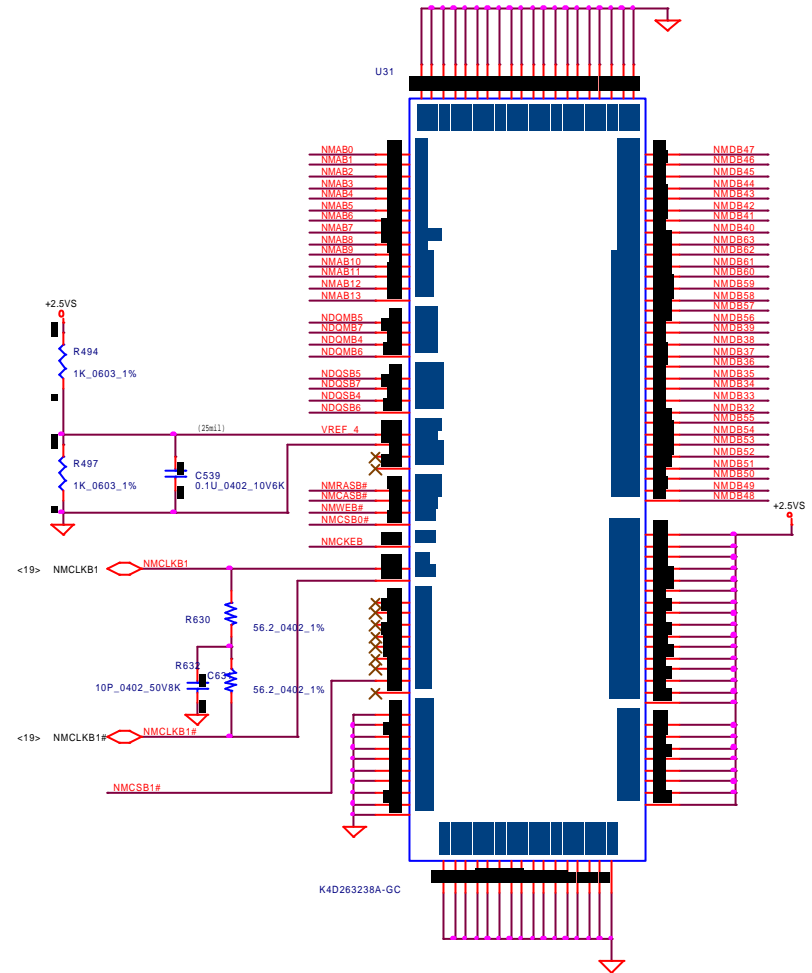 U31
NMAB0
NMAB1
NMAB2
NMAB3
NMAB4
NMAB5
NMAB6
NMAB7
NMAB8
NMAB9
NMAB10
NMAB11
NMAB12
NMAB13
NDQMB5
NDQMB7
NDQMB4
NDQMB6
NDQSB5
NDQSB7
NDQSB4
NDQSB6
+2.5VS
R494
1K_0603_1%
(25mil)
VREF_4
R497
1K_0603_1%
C539
0.1U_0402_10V6K
NMRASB#
NMCASB#
NMWEB#
NMCSB0#
NMCKEB
<19> NMCLKB1
NMCLKB1
R630
56.2_0402_1%
R632
10P_0402_50V8K
56.2_0402_1%
<19> NMCLKB1#
NMCLKB1#
NMCSB1#
K4D263238A-GC
NMDB47
NMDB46
NMDB45
NMDB44
NMDB43
NMDB42
NMDB41
NMDB40
NMDB63
NMDB62
NMDB61
NMDB60
NMDB59
NMDB58
NMDB57
NMDB56
NMDB39
NMDB38
NMDB37
NMDB36
NMDB35
NMDB34
NMDB33
NMDB32
NMDB55
NMDB54
NMDB53
NMDB52
NMDB51
NMDB50
NMDB49
NMDB48
+2.5VS